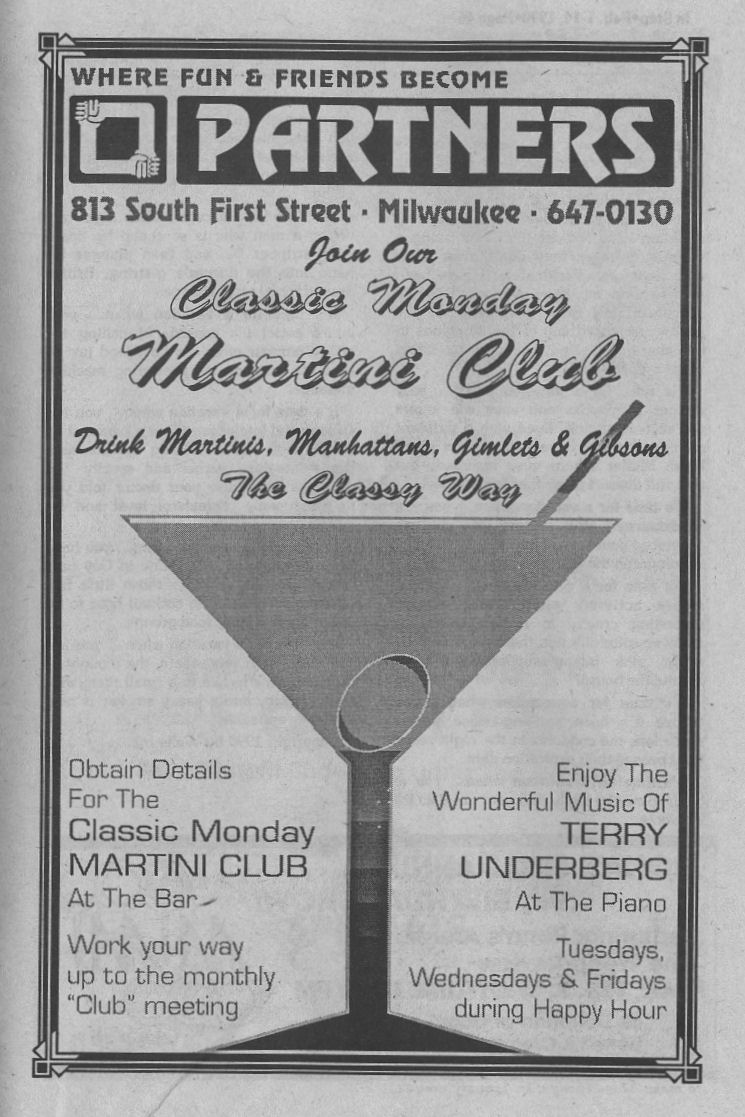 WHERE FUN & FRIENDS BECOME
PARTNERS
813 South First Street · Milwaukee · 647-0130
Join Our
Classic Monday
Martini Club
Drink Martinis, Manhattans, Gimlets & Gibsons
The Classy Way
Obtain Details
For The
Classic Monday
MARTINI CLUB
At The Bar
Work your way
up to the monthly
"Club" meeting
Enjoy The
Wonderful Music Of
TERRY
UNDERBERG
At The Piano
Tuesdays,
Wednesdays & Fridays
during Happy Hour